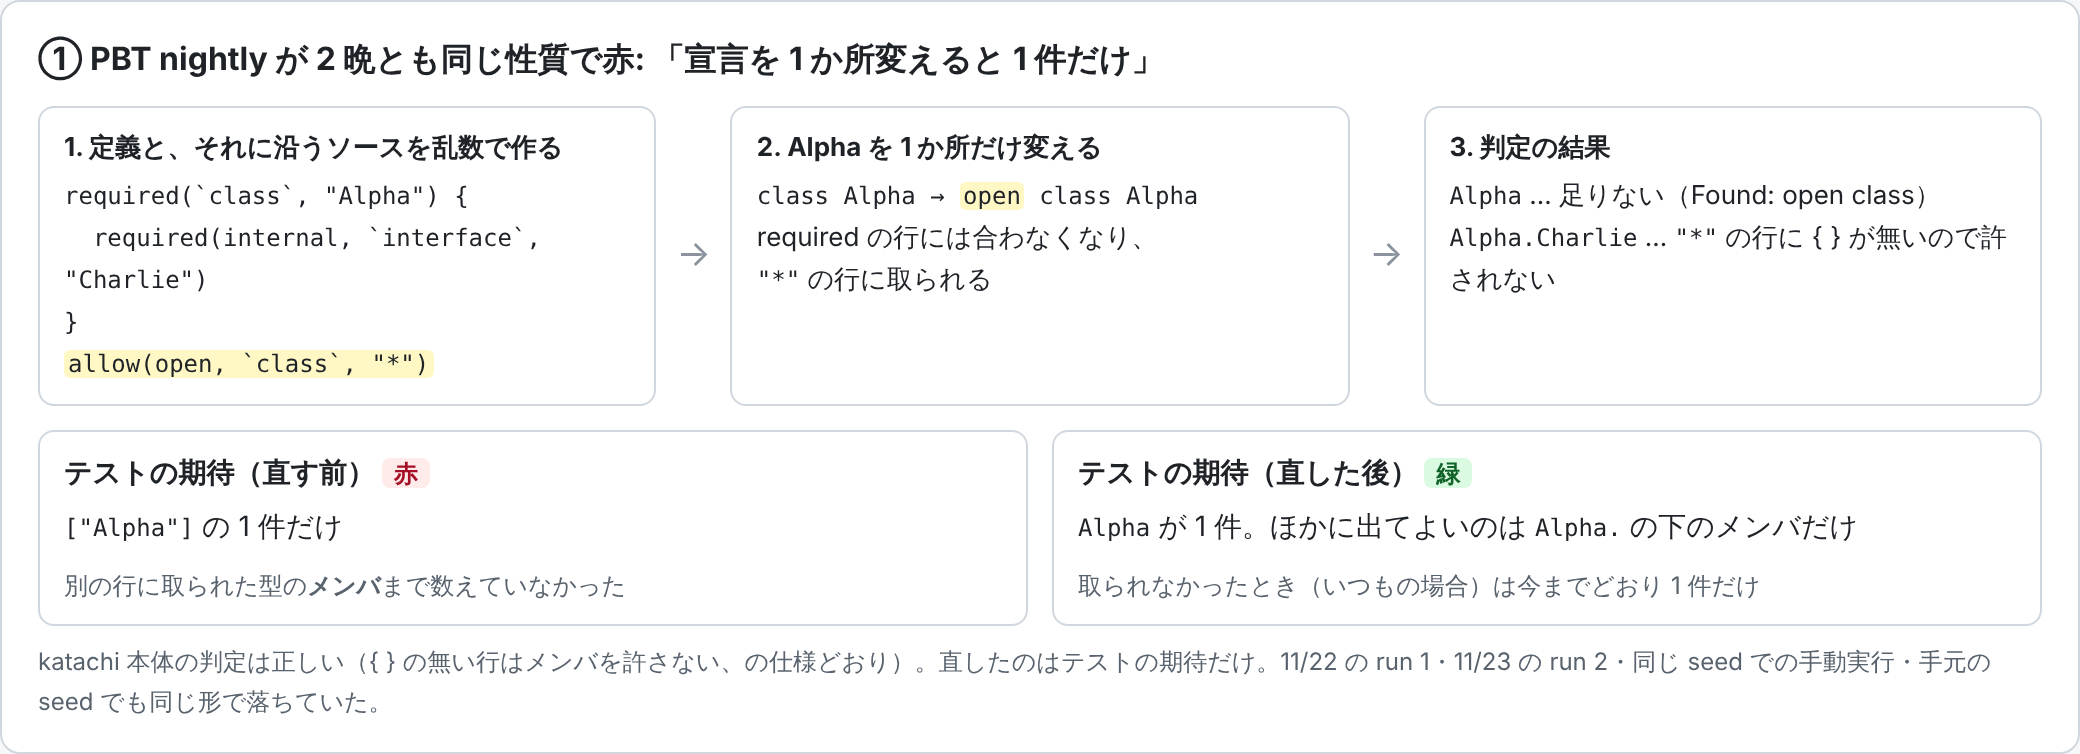 ① PBT nightly が 2 晩とも同じ性質で赤: 「宣言を 1 か所変えると 1 件だけ」
1. 定義と、それに沿うソースを乱数で作る
required(`class`, "Alpha") {
  required(internal, `interface`,
"Charlie")
}
allow(open, `class`, "*")
→
2. Alpha を 1 か所だけ変える
class Alpha → open class Alpha
required の行には合わなくなり、
"*" の行に取られる
→
3. 判定の結果
Alpha … 足りない（Found: open class）
Alpha.Charlie … "*" の行に { } が無いので許
されない
テストの期待（直す前） 赤
["Alpha"] の 1 件だけ
別の行に取られた型のメンバまで数えていなかった
テストの期待（直した後） 緑
Alpha が 1 件。ほかに出てよいのは Alpha. の下のメンバだけ
取られなかったとき（いつもの場合）は今までどおり 1 件だけ
katachi 本体の判定は正しい（{ } の無い行はメンバを許さない、の仕様どおり）。直したのはテストの期待だけ。11/22 の run 1・11/23 の run 2・同じ seed での手動実行・手元の
seed でも同じ形で落ちていた。